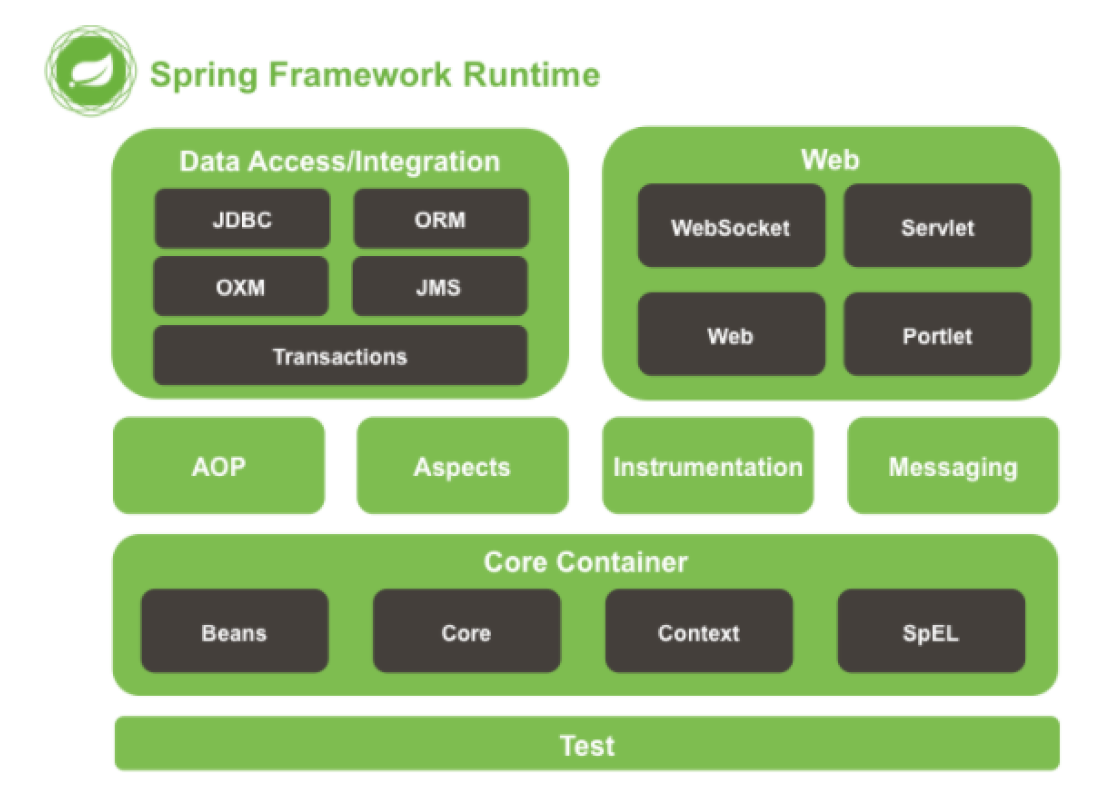 Spring Framework Runtime
Data Access/Integration
JDBC
ORM
OXM
JMS
Transactions
Web
WebSocket
Servlet
Web
Portlet
AOP
Aspects
Instrumentation
Messaging
Core Container
Beans
Core
Context
SpEL
Test